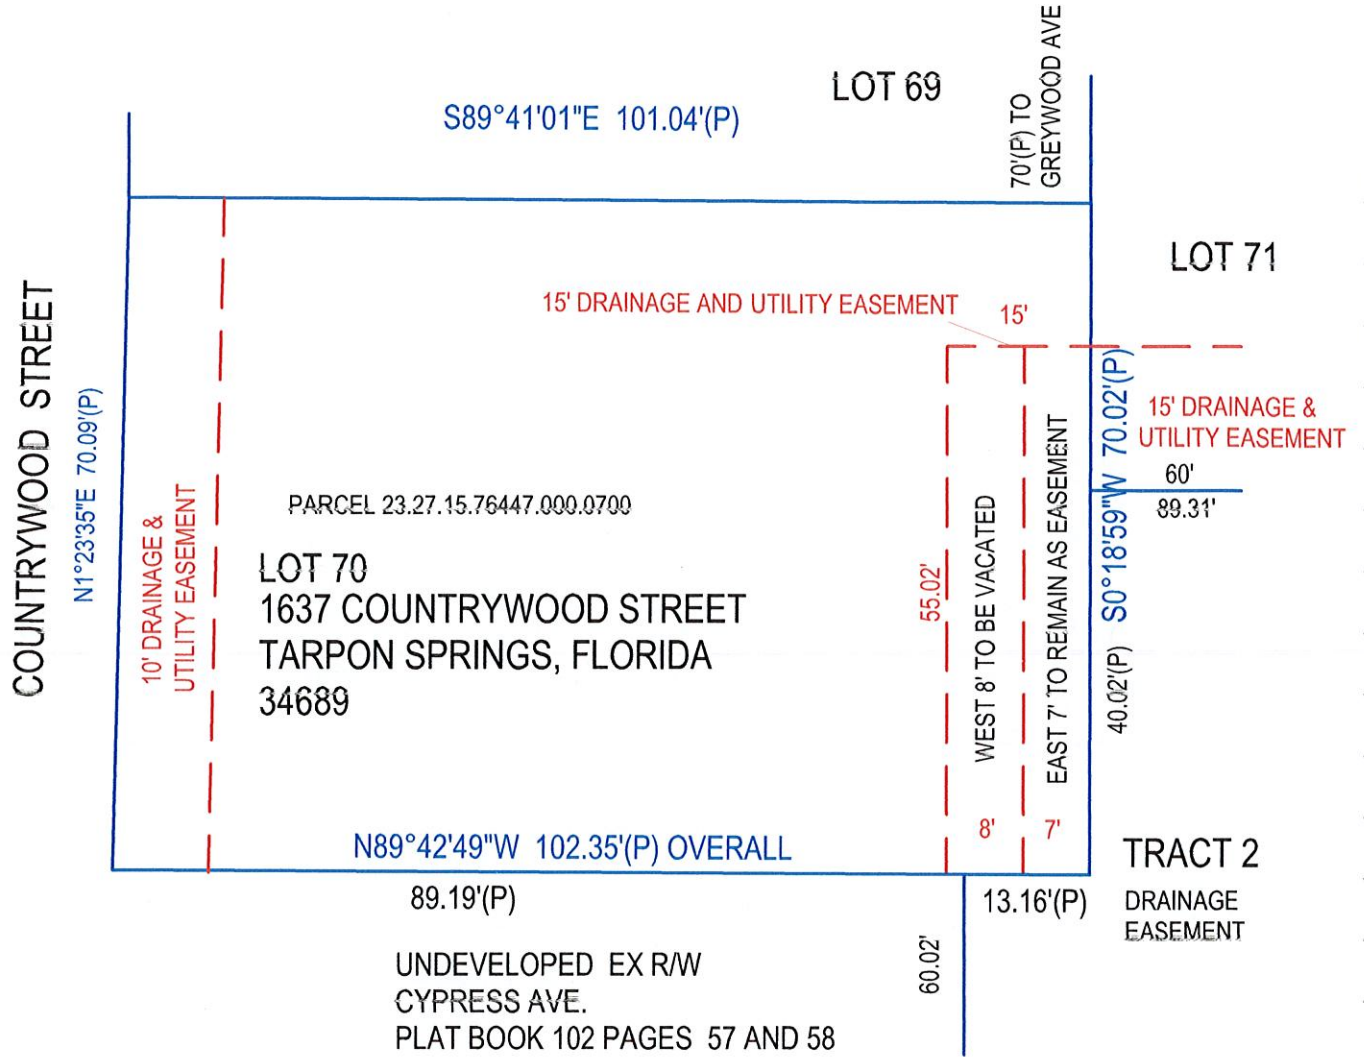 LOT 69
70'(P) TO
GREYWOOD AVE
S89°41'01"E 101.04'(P)
LOT 71
15' DRAINAGE AND UTILITY EASEMENT
15'
COUNTRYWOOD STREET
N1°23'35"E 70.09'(P)
10' DRAINAGE &
UTILITY EASEMENT
PARCEL 23.27.15.76447.000.0700
LOT 70
1637 COUNTRYWOOD STREET
TARPON SPRINGS, FLORIDA
34689
55.02'
WEST 8' TO BE VACATED
EAST 7' TO REMAIN AS EASEMENT
S0°18'59"W 70.02'(P)
15' DRAINAGE &
UTILITY EASEMENT
60'
89.31'
40.02'(P)
8'
7'
N89°42'49"W 102.35'(P) OVERALL
89.19'(P)
13.16'(P)
TRACT 2
DRAINAGE
EASEMENT
60.02'
UNDEVELOPED EX R/W
CYPRESS AVE.
PLAT BOOK 102 PAGES 57 AND 58